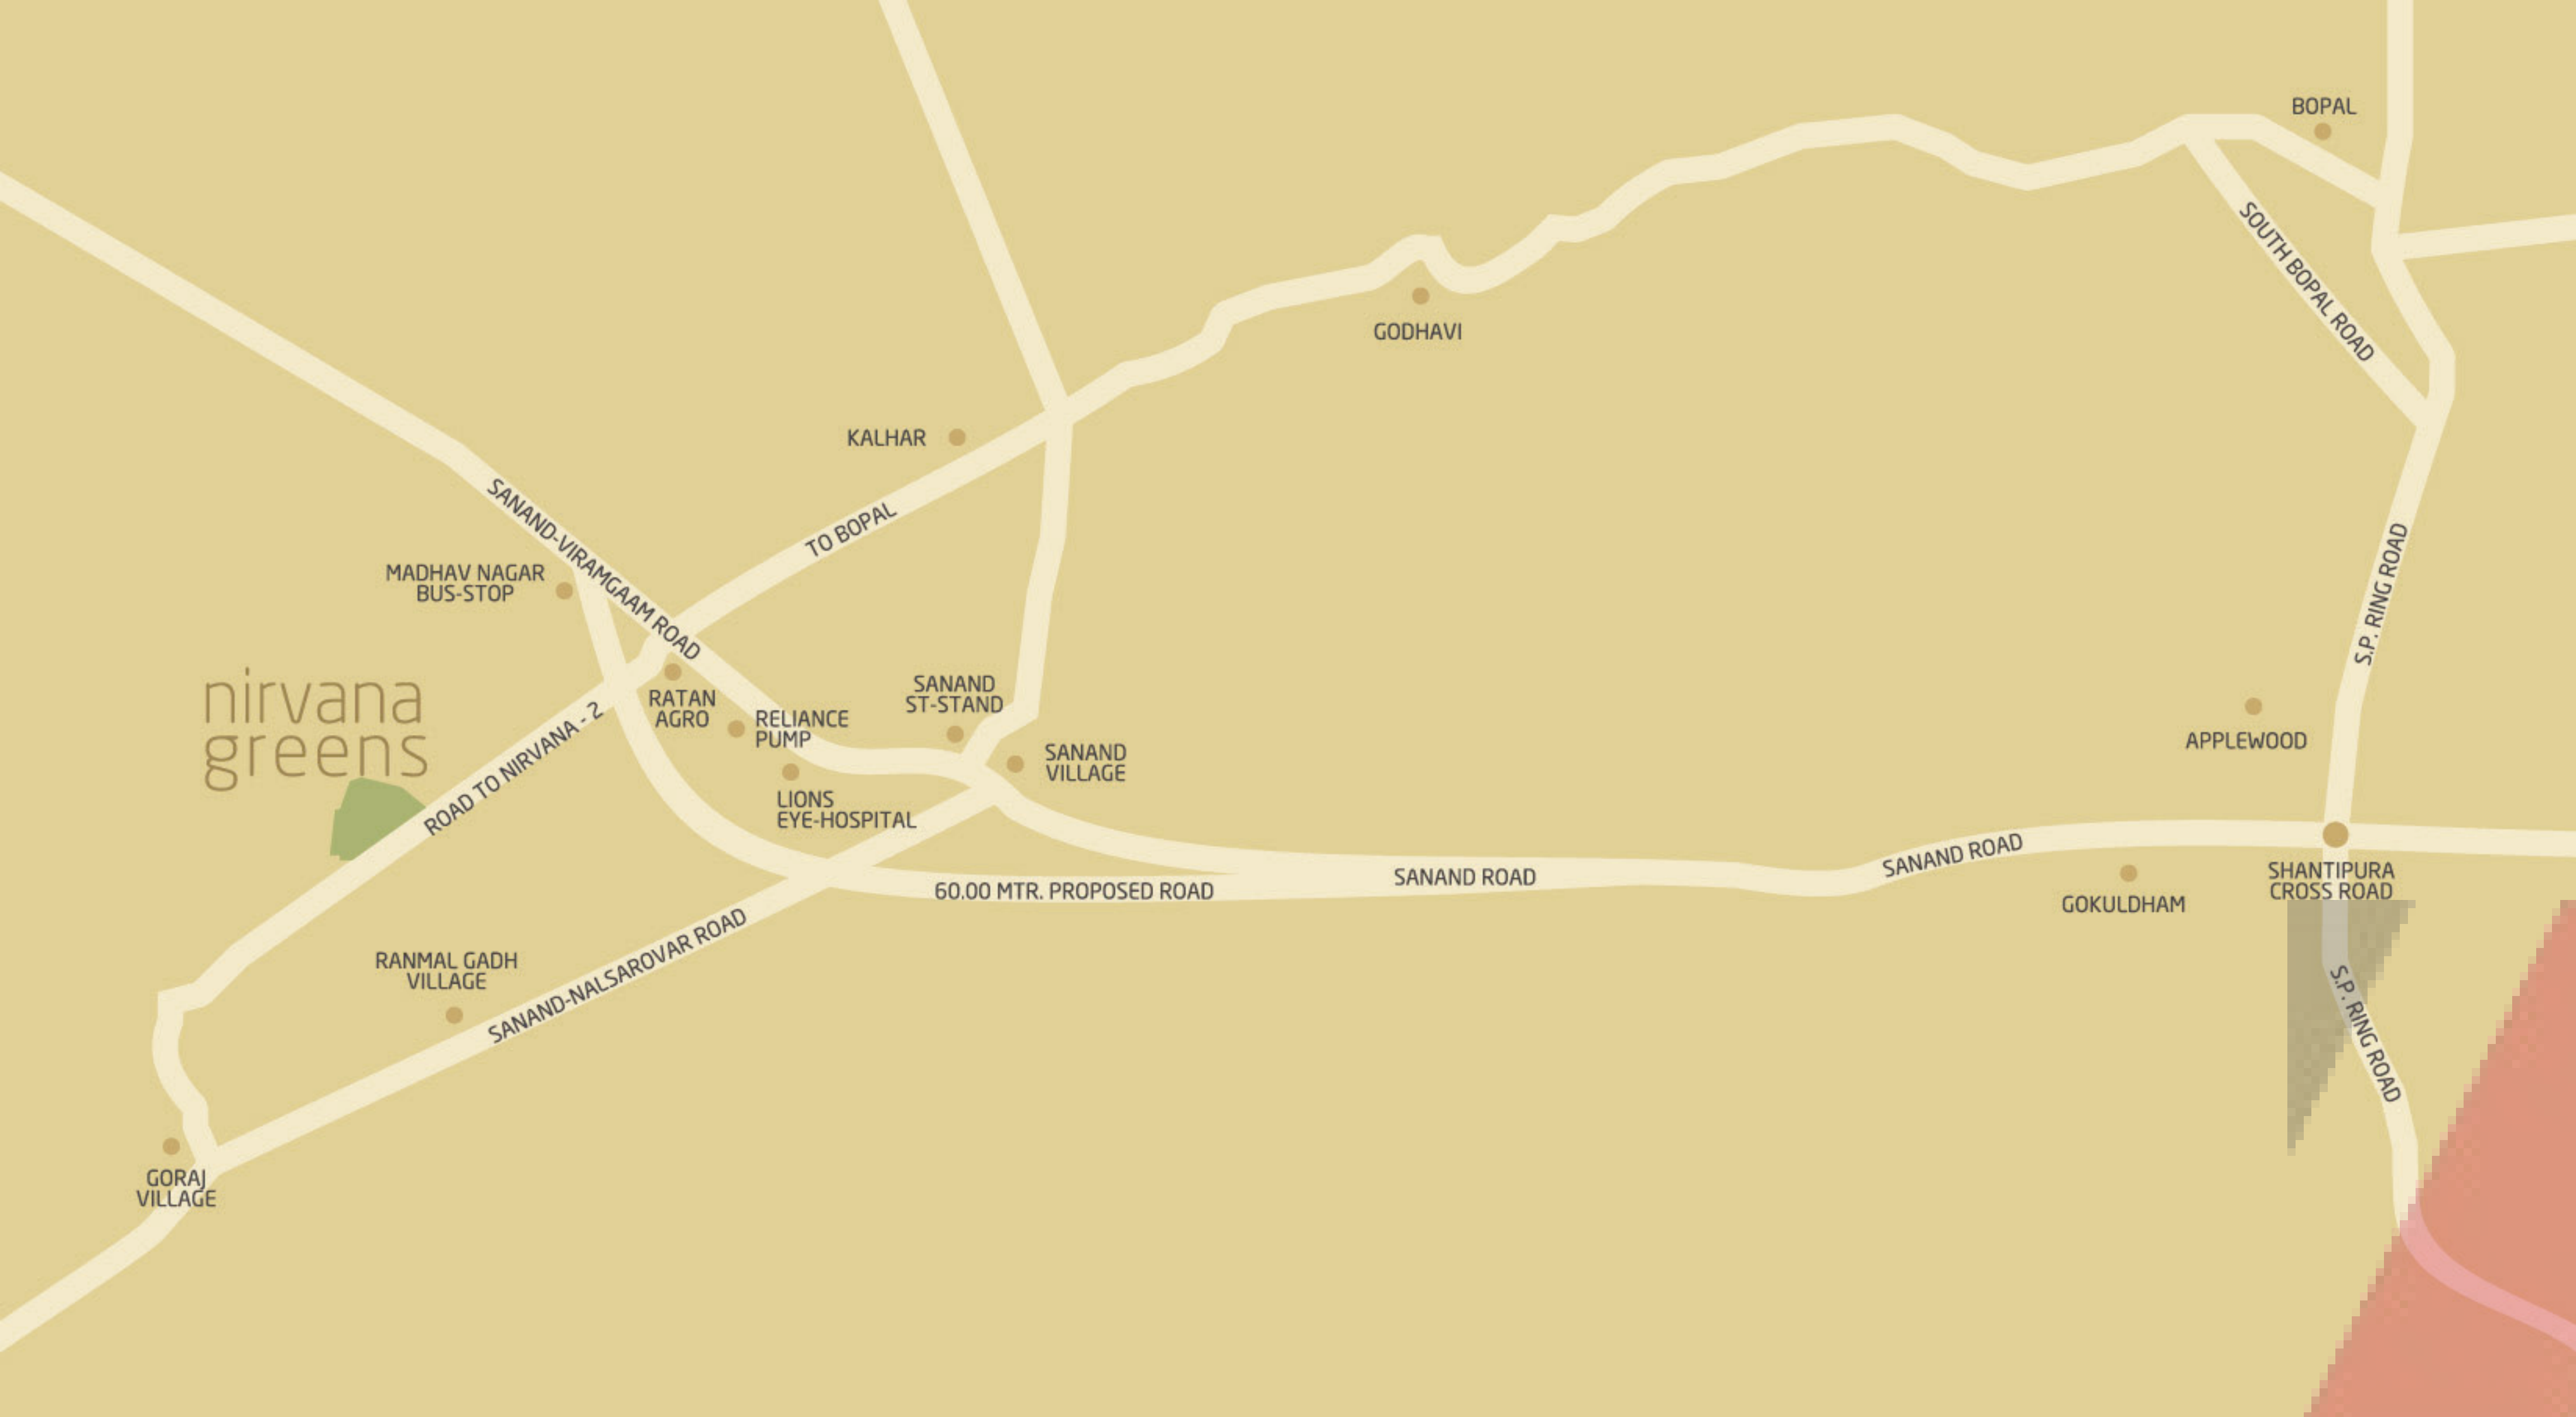 BOPAL
SOUTH BOPAL ROAD
GODHAVI
KALHAR
TO BOPAL
SANAND-VIRAMGAAM ROAD
MADHAV NAGAR
BUS-STOP
S.P. RING ROAD
nirvana
greens
ROAD TO NIRVANA - 2
RATAN
AGRO
RELIANCE
PUMP
SANAND
ST-STAND
SANAND
VILLAGE
APPLEWOOD
LIONS
EYE-HOSPITAL
60.00 MTR. PROPOSED ROAD
SANAND ROAD
SANAND ROAD
GOKULDHAM
SHANTIPURA
CROSS ROAD
RANMAL GADH
VILLAGE
SANAND-NALSAROVAR ROAD
S.P. RING ROAD
GORAJ
VILLAGE